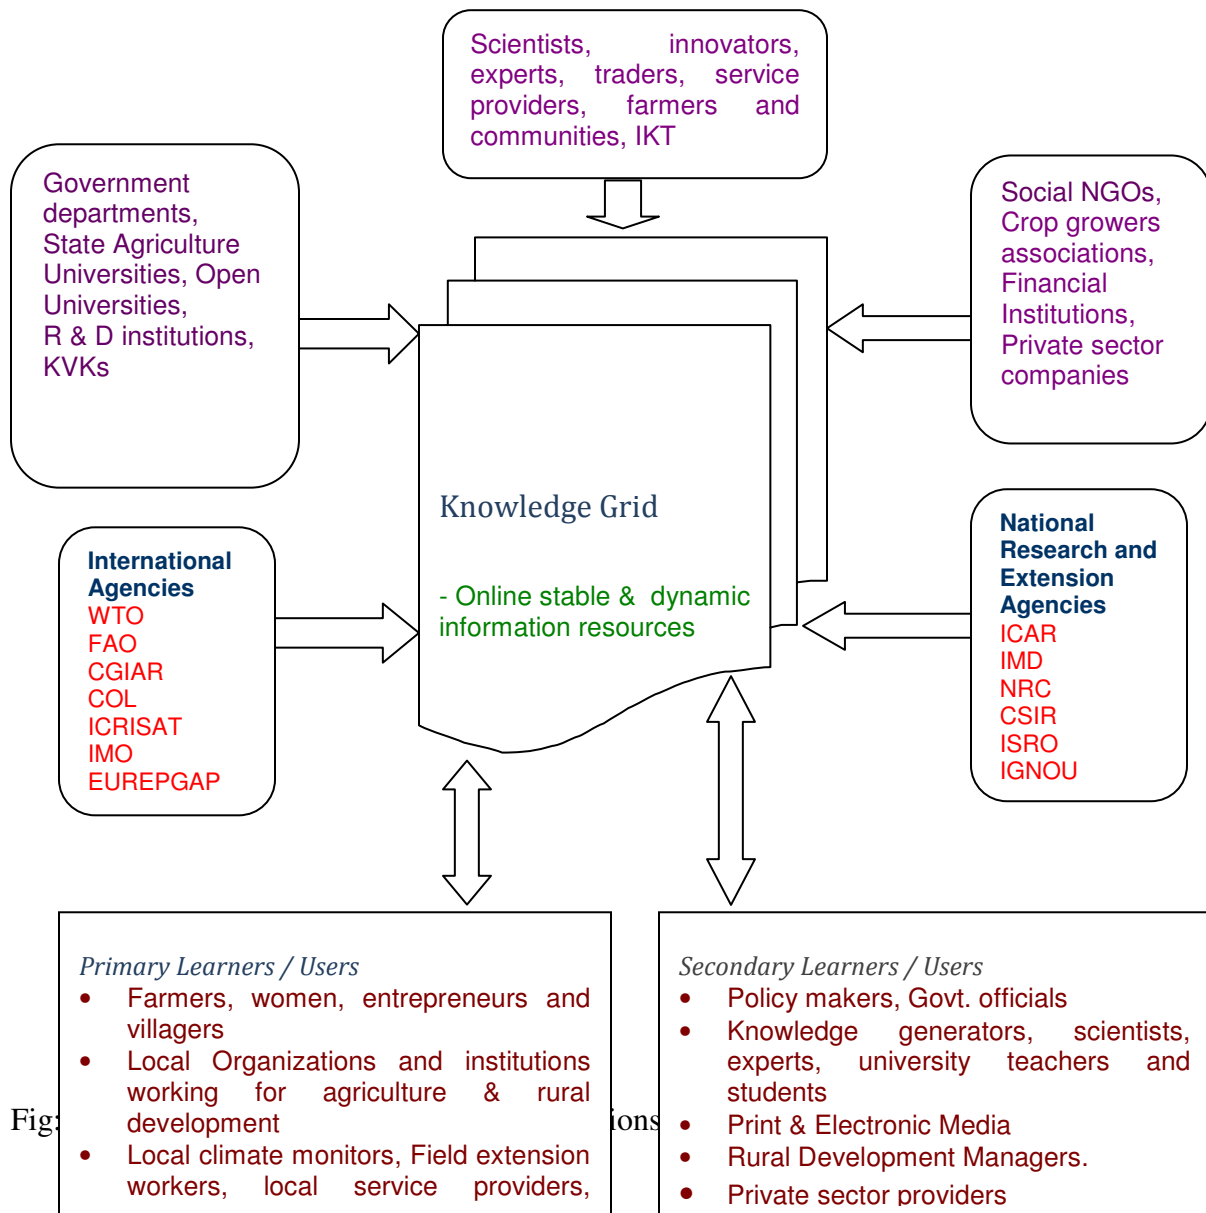 Scientists, innovators,
experts, traders, service
providers, farmers and
communities, IKT
Government
departments,
State Agriculture
Universities, Open
Universities,
R & D institutions,
KVKs
Social NGOs,
Crop growers
associations,
Financial
Institutions,
Private sector
companies
Knowledge Grid
- Online stable & dynamic
information resources
International
Agencies
WTO
FAO
CGIAR
COL
ICRISAT
IMO
EUREPGAP
National
Research and
Extension
Agencies
ICAR
IMD
NRC
CSIR
ISRO
IGNOU
Primary Learners / Users
• Farmers, women, entrepreneurs and
villagers
• Local Organizations and institutions
working for agriculture & rural
development
• Local climate monitors, Field extension
workers, local service providers,
Secondary Learners / Users
• Policy makers, Govt. officials
• Knowledge generators, scientists,
experts, university teachers and
students
• Print & Electronic Media
• Rural Development Managers.
• Private sector providers
Fig: